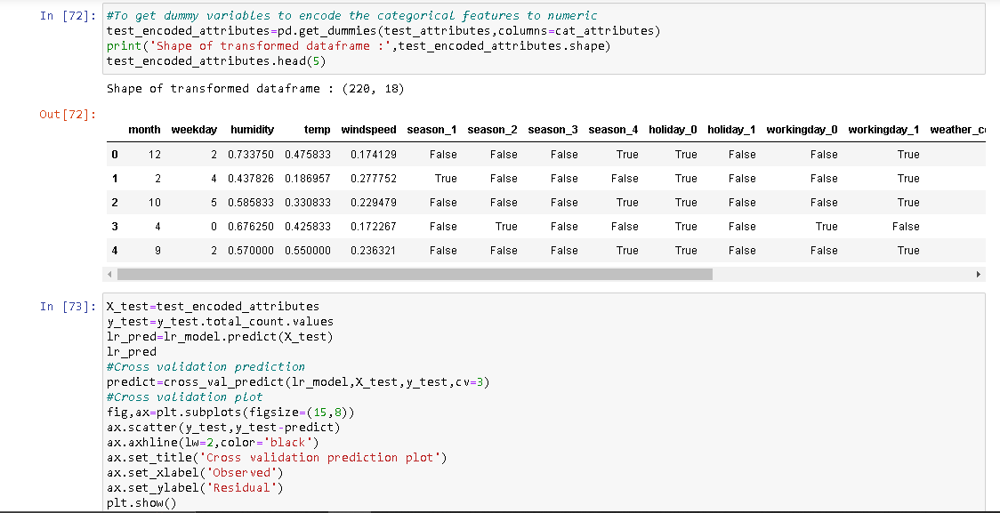 In [72]: #To get dummy variables to encode the categorical features to numeric
test_encoded_attributes=pd.get_dummies(test_attributes,columns=cat_attributes)
print('Shape of transformed dataframe :',test_encoded_attributes.shape)
test_encoded_attributes.head(5)
Shape of transformed dataframe : (220, 18)
Out[72]:
month weekday humidity temp windspeed season_1 season_2 season_3 season_4 holiday_0 holiday_1 workingday_0 workingday_1
0 12 2 0.733750 0.475833 0.174129 False False False True True False False True
1 2 4 0.437826 0.186957 0.277752 True False False False True False False True
2 10 5 0.585833 0.330833 0.229479 False False False True True False False True
3 4 0 0.676250 0.425833 0.172267 False True False False True False True False
4 9 2 0.570000 0.550000 0.236321 False False False True True False False True
In [73]: X_test=test_encoded_attributes
y_test=y_test.total_count.values
lr_pred=lr_model.predict(X_test)
lr_pred
#Cross validation prediction
predict=cross_val_predict(lr_model,X_test,y_test,cv=3)
#Cross validation plot
fig,ax=plt.subplots(figsize=(15,8))
ax.scatter(y_test,y_test-predict)
ax.axhline(lw=2,color='black')
ax.set_title('Cross validation prediction plot')
ax.set_xlabel('Observed')
ax.set_ylabel('Residual')
plt.show()